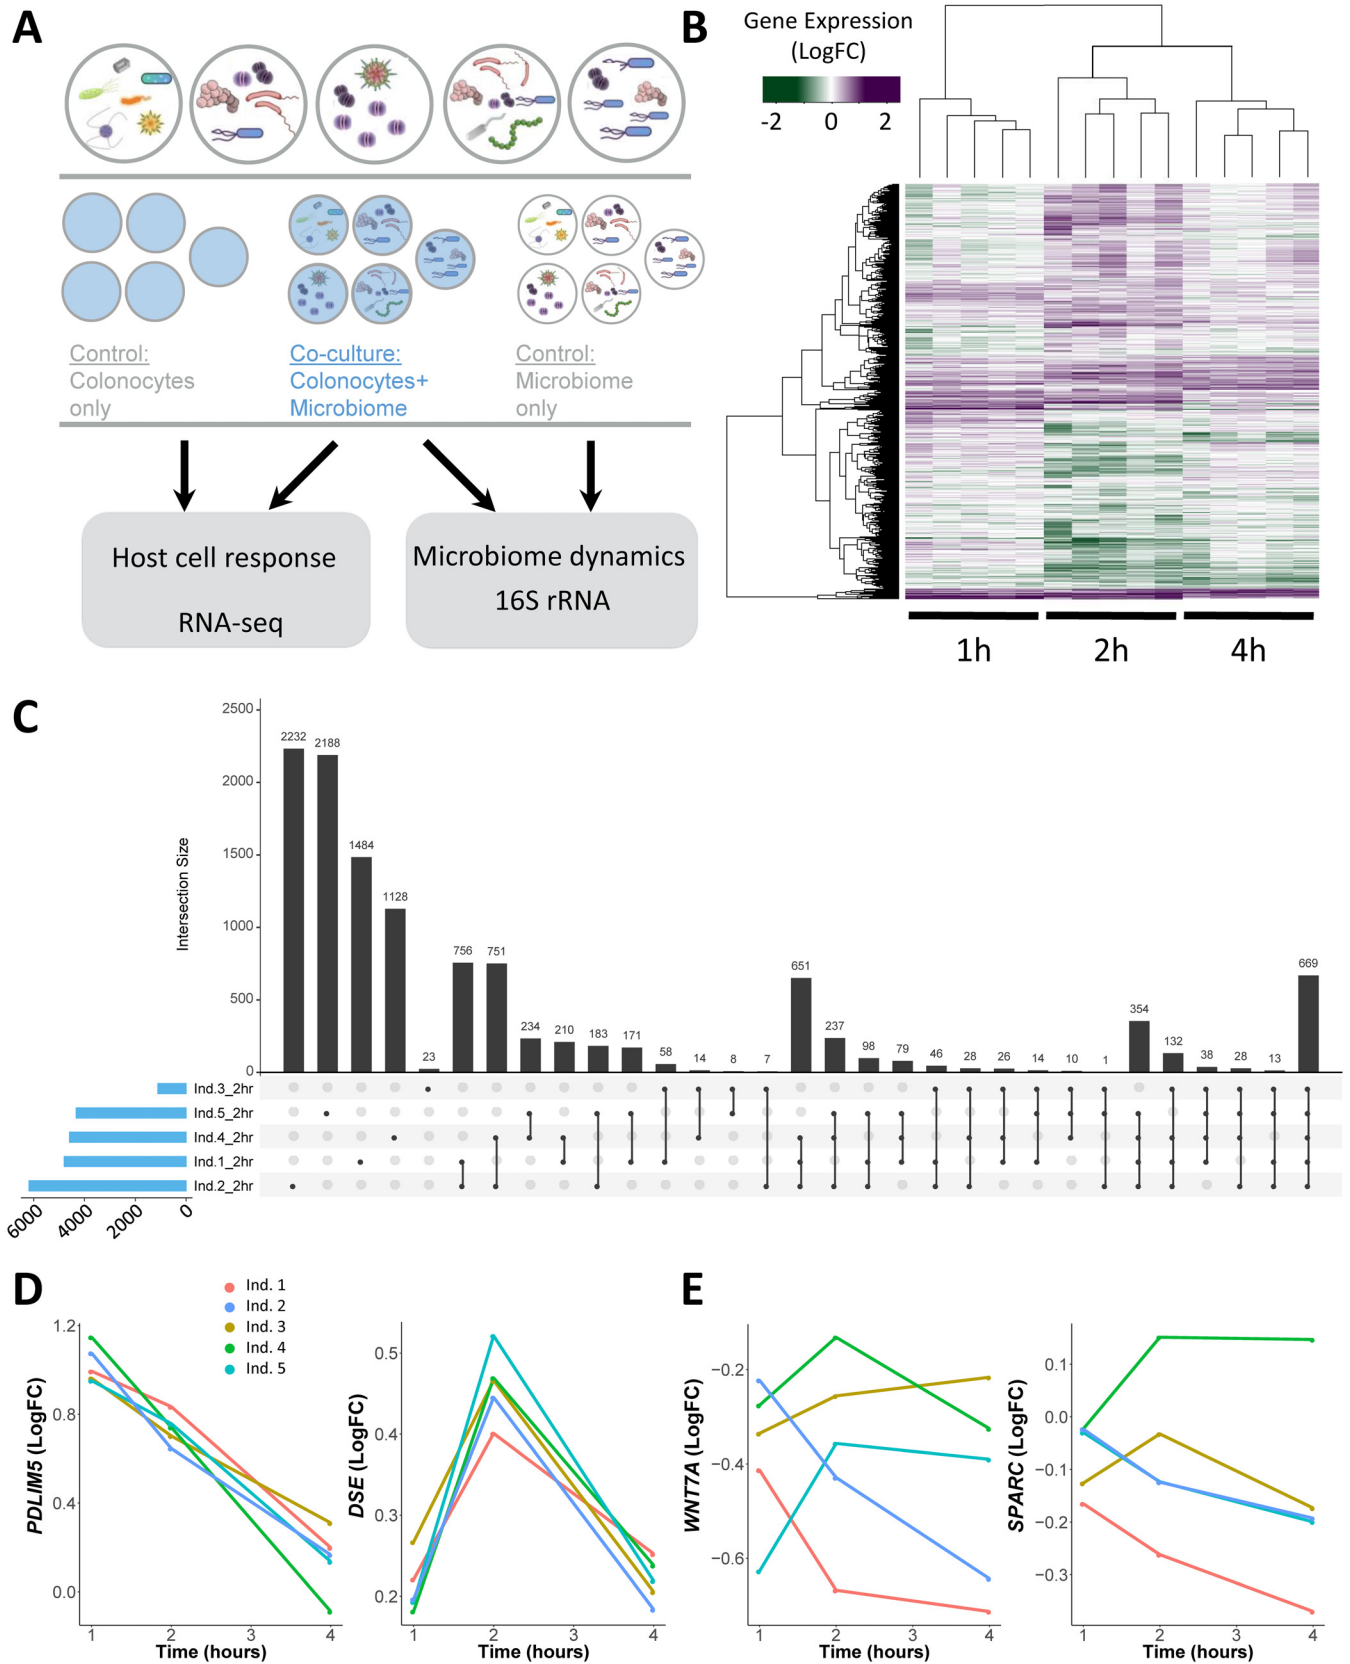 A
Control:
Colonocytes
only
Co-culture:
Colonocytes+
Microbiome
Control:
Microbiome
only
Host cell response
RNA-seq
Microbiome dynamics
16S rRNA
B
Gene Expression
(LogFC)
-2 0 2
1h 2h 4h
C
Intersection Size
2500
2000
1500
1000
500
0
2232 2188 1484 1128 23 756 751 234 210 183 171 58 14 8 7 651 237 98 79 46 28 26 14 10 1 354 132 38 28 13 669
Ind.3_2hr
Ind.5_2hr
Ind.4_2hr
Ind.1_2hr
Ind.2_2hr
6000 4000 2000 0
D
Ind. 1
Ind. 2
Ind. 3
Ind. 4
Ind. 5
PDLIM5 (LogFC)
1.2
0.8
0.4
0.0
1 2 3 4
Time (hours)
DSE (LogFC)
0.5
0.4
0.3
0.2
1 2 3 4
Time (hours)
E
WNT7A (LogFC)
−0.2
−0.4
−0.6
1 2 3 4
Time (hours)
SPARC (LogFC)
0.1
0.0
−0.1
−0.2
−0.3
1 2 3 4
Time (hours)